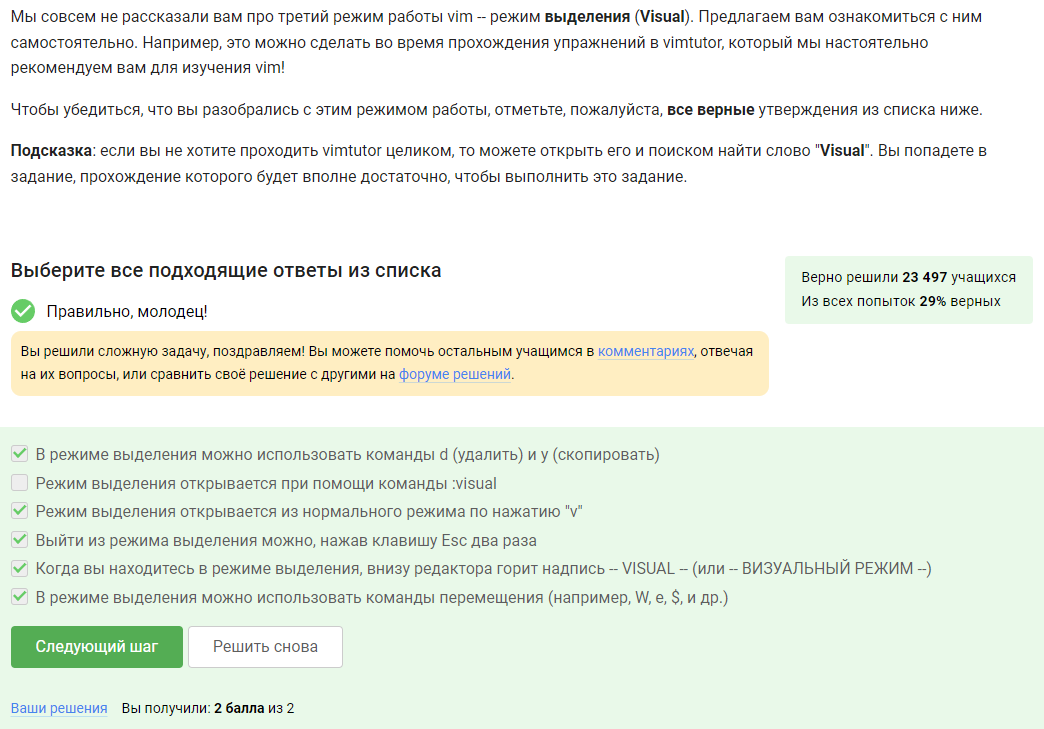 Мы совсем не рассказали вам про третий режим работы vim -- режим выделения (Visual). Предлагаем вам ознакомиться с ним
самостоятельно. Например, это можно сделать во время прохождения упражнений в vimtutor, который мы настоятельно
рекомендуем вам для изучения vim!
Чтобы убедиться, что вы разобрались с этим режимом работы, отметьте, пожалуйста, все верные утверждения из списка ниже.
Подсказка: если вы не хотите проходить vimtutor целиком, то можете открыть его и поиском найти слово "Visual". Вы попадете в
задание, прохождение которого будет вполне достаточно, чтобы выполнить это задание.
Выберите все подходящие ответы из списка
Верно решили 23 497 учащихся
Из всех попыток 29% верных
Правильно, молодец!
Вы решили сложную задачу, поздравляем! Вы можете помочь остальным учащимся в комментариях, отвечая
на их вопросы, или сравнить своё решение с другими на форуме решений.
В режиме выделения можно использовать команды d (удалить) и y (скопировать)
Режим выделения открывается при помощи команды :visual
Режим выделения открывается из нормального режима по нажатию "v"
Выйти из режима выделения можно, нажав клавишу Esc два раза
Когда вы находитесь в режиме выделения, внизу редактора горит надпись -- VISUAL -- (или -- ВИЗУАЛЬНЫЙ РЕЖИМ --)
В режиме выделения можно использовать команды перемещения (например, W, e, $, и др.)
Следующий шаг
Решить снова
Ваши решения Вы получили: 2 балла из 2